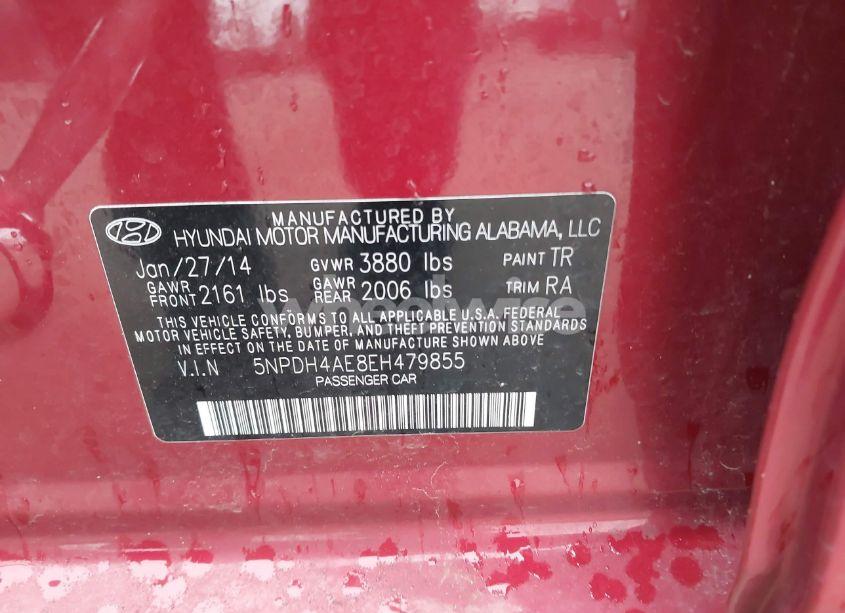 MANUFACTURED BY
HYUNDAI MOTOR MANUFACTURING ALABAMA, LLC
Jan/27/14 GVWR 3880 lbs PAINT TR
GAWR FRONT 2161 lbs GAWR REAR 2006 lbs TRIM RA
THIS VEHICLE CONFORMS TO ALL APPLICABLE U.S.A. FEDERAL
MOTOR VEHICLE SAFETY, BUMPER, AND THEFT PREVENTION STANDARDS
IN EFFECT ON THE DATE OF MANUFACTURE SHOWN ABOVE
V.I.N 5NPDH4AE8EH479855
PASSENGER CAR